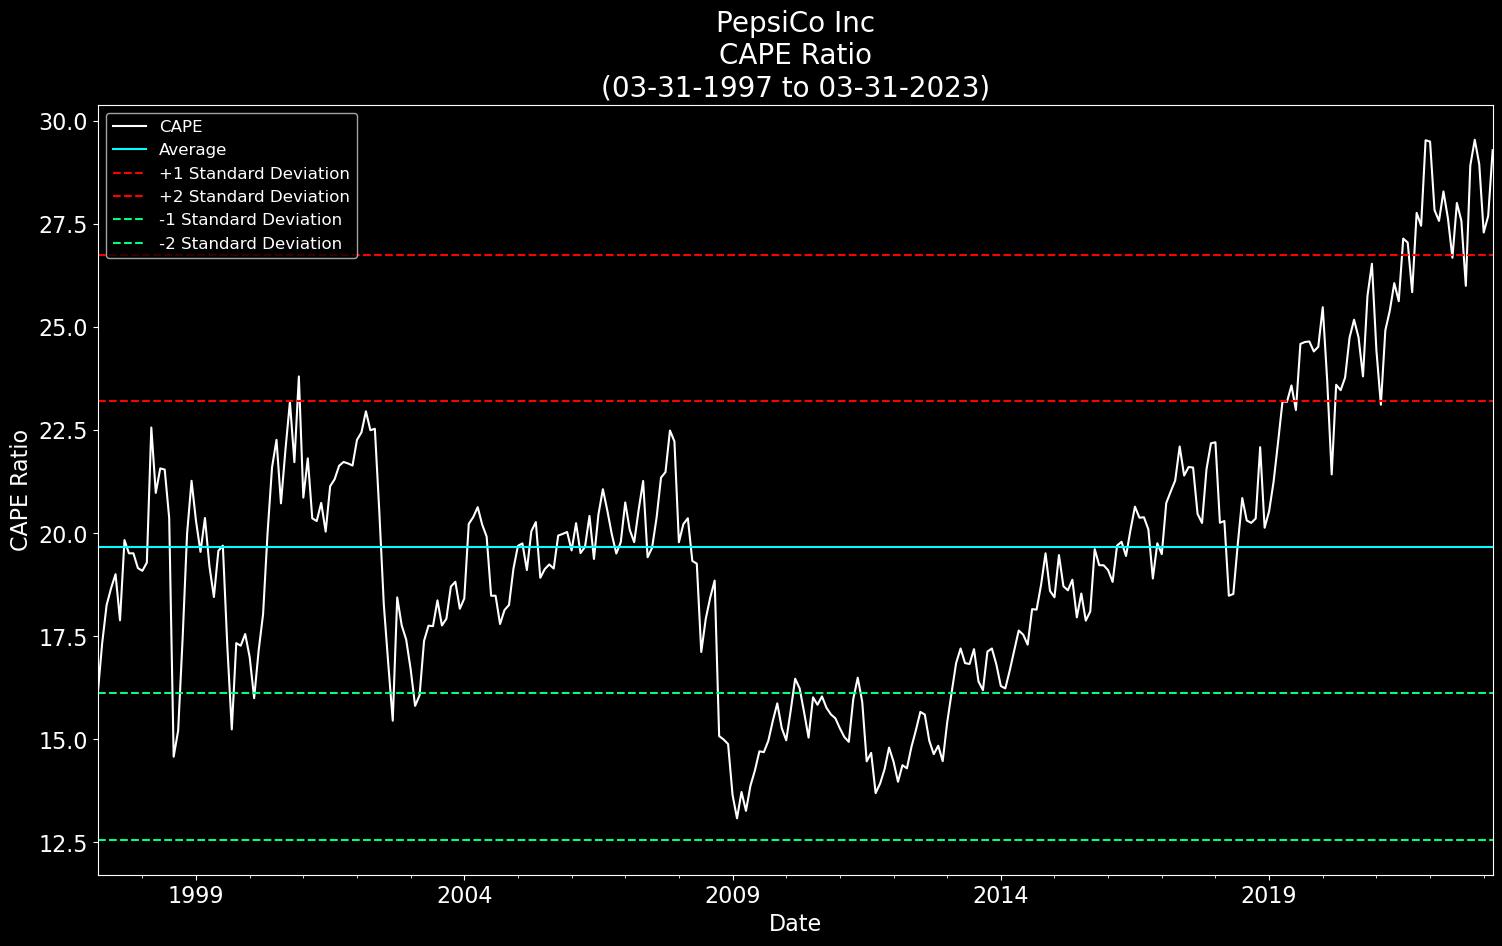 PepsiCo Inc
CAPE Ratio
(03-31-1997 to 03-31-2023)
CAPE
Average
+1 Standard Deviation
+2 Standard Deviation
-1 Standard Deviation
-2 Standard Deviation
30.0
27.5
25.0
22.5
20.0
17.5
15.0
12.5
CAPE Ratio
1999
2004
2009
2014
2019
Date